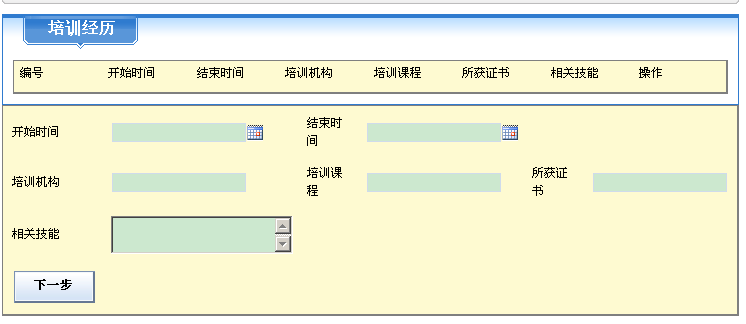 培训经历
编号 开始时间 结束时间 培训机构 培训课程 所获证书 相关技能 操作
开始时间 结束时
间
培训机构 培训课
程 所获证
书
相关技能
下一步